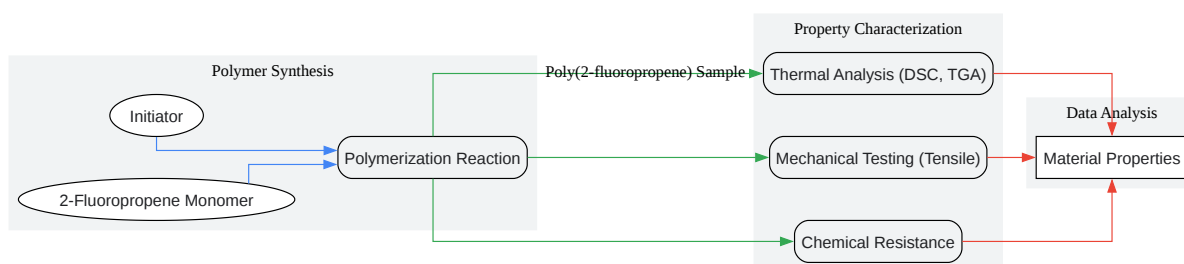 Polymer Synthesis
Initiator
2-Fluoropropene Monomer
Polymerization Reaction
Poly(2-fluoropropene) Sample
Property Characterization
Thermal Analysis (DSC, TGA)
Mechanical Testing (Tensile)
Chemical Resistance
Data Analysis
Material Properties